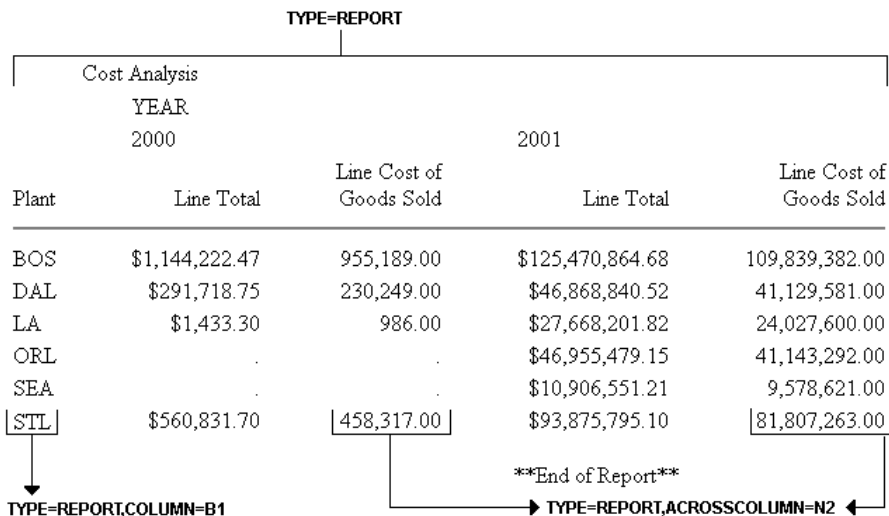 TYPE=REPORT
Cost Analysis
YEAR
2000 2001
Line Cost of Line Cost of
Plant Line Total Goods Sold Line Total Goods Sold
BOS $1,144,222.47 955,189.00 $125,470,864.68 109,839,382.00
DAL $291,718.75 230,249.00 $46,868,840.52 41,129,581.00
LA $1,433.30 986.00 $27,668,201.82 24,027,600.00
ORL . . $46,955,479.15 41,143,292.00
SEA . . $10,906,551.21 9,578,621.00
STL $560,831.70 458,317.00 $93,875,795.10 81,807,263.00
**End of Report**
TYPE=REPORT,COLUMN=B1 TYPE=REPORT,ACROSSCOLUMN=N2